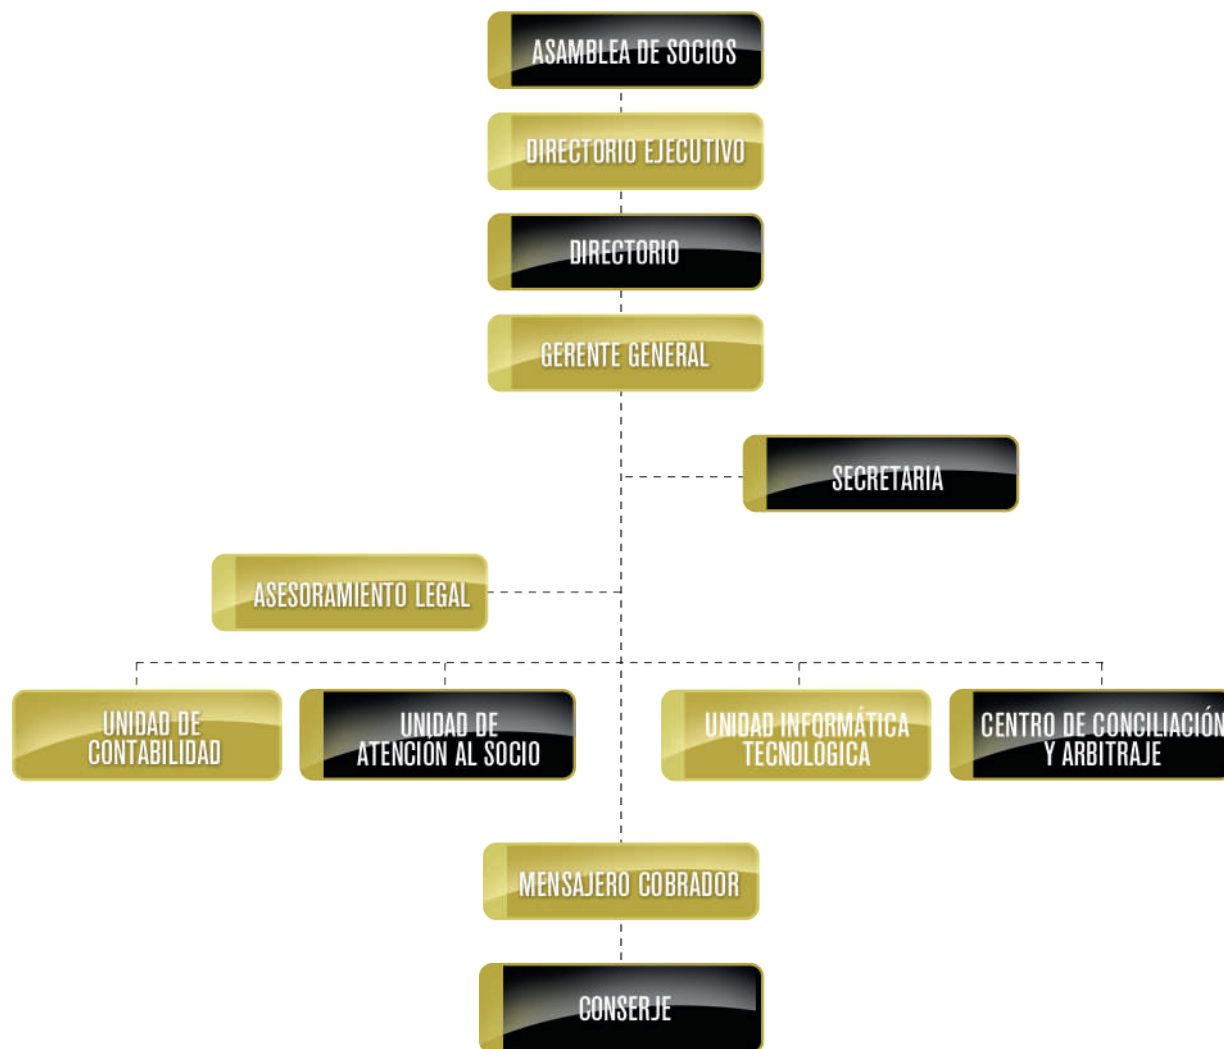 ASAMBLEA DE SOCIOS
DIRECTORIO EJECUTIVO
DIRECTORIO
GERENTE GENERAL
SECRETARIA
ASESORAMIENTO LEGAL
UNIDAD DE
CONTABILIDAD
UNIDAD DE
ATENCIÓN AL SOCIO
UNIDAD INFORMÁTICA
TECNOLÓGICA
CENTRO DE CONCILIACIÓN
Y ARBITRAJE
MENSAJERO COBRADOR
CONSERJE